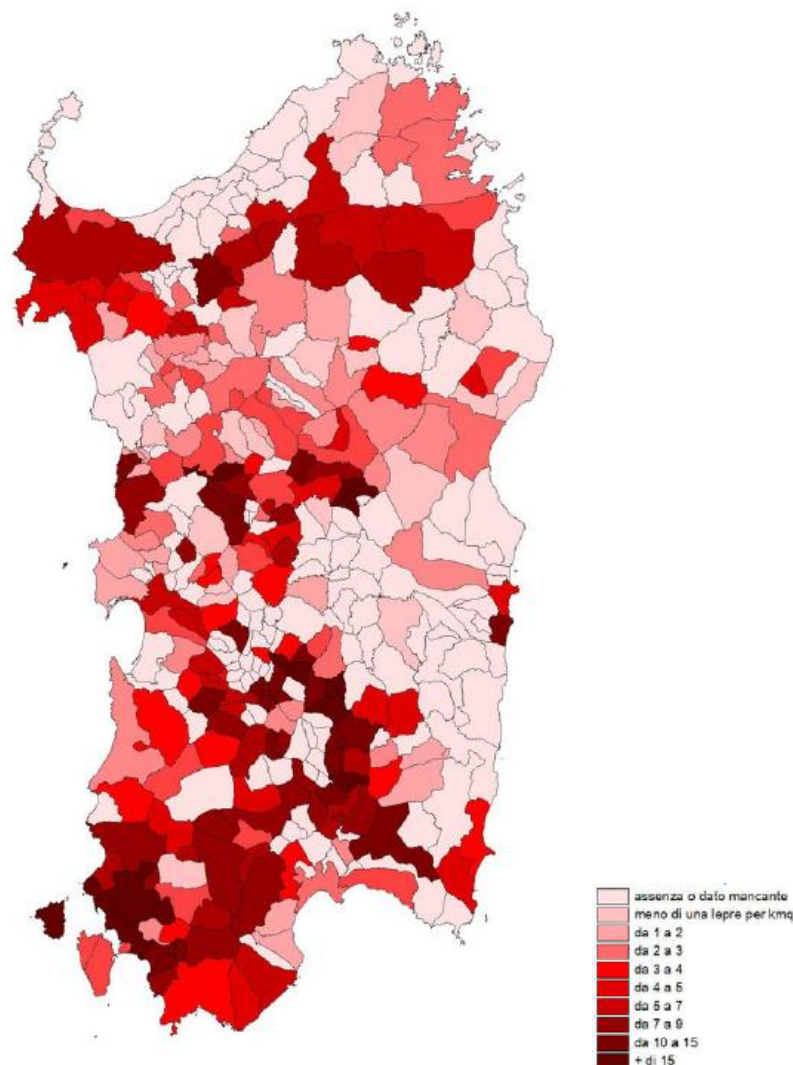 assenza o dato mancante
meno di una lepre per kmq
da 1 a 2
da 2 a 3
da 3 a 4
da 4 a 5
da 5 a 7
da 7 a 9
da 10 a 15
+ di 15